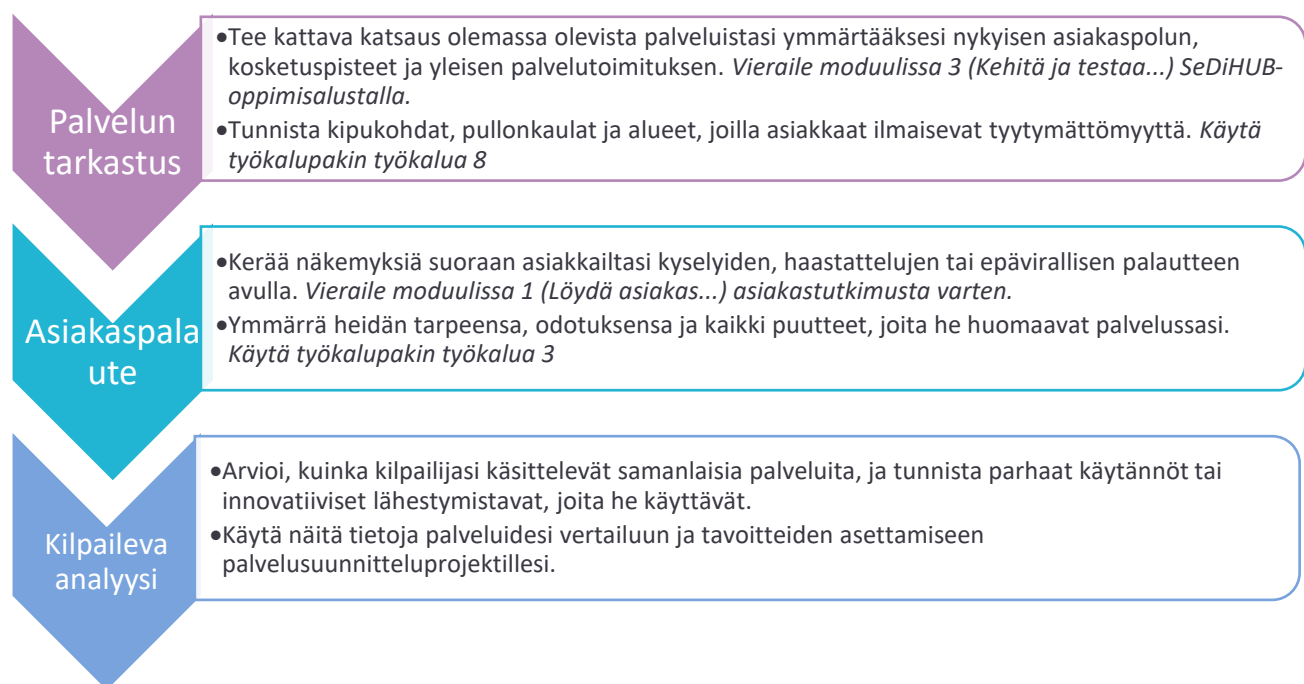 Palvelun
tarkastus
•Tee kattava katsaus olemassa olevista palveluistasi ymmärtääksesi nykyisen asiakaspolun,
kosketuspisteet ja yleisen palvelutoimituksen. Vieraile moduulissa 3 (Kehitä ja testaa...) SeDiHUB-
oppimisalustalla.
•Tunnista kipukohdat, pullonkaulat ja alueet, joilla asiakkaat ilmaisevat tyytymättömyyttä. Käytä
työkalupakin työkalua 8
Asiakaspala
ute
•Kerää näkemyksiä suoraan asiakkailtasi kyselyiden, haastattelujen tai epävirallisen palautteen
avulla. Vieraile moduulissa 1 (Löydä asiakas...) asiakastutkimusta varten.
•Ymmärrä heidän tarpeensa, odotuksensa ja kaikki puutteet, joita he huomaavat palvelussasi.
Käytä työkalupakin työkalua 3
Kilpaileva
analyysi
•Arvioi, kuinka kilpailijasi käsittelevät samanlaisia palveluita, ja tunnista parhaat käytännöt tai
innovatiiviset lähestymistavat, joita he käyttävät.
•Käytä näitä tietoja palveluidesi vertailuun ja tavoitteiden asettamiseen
palvelusuunnitteluprojektillesi.